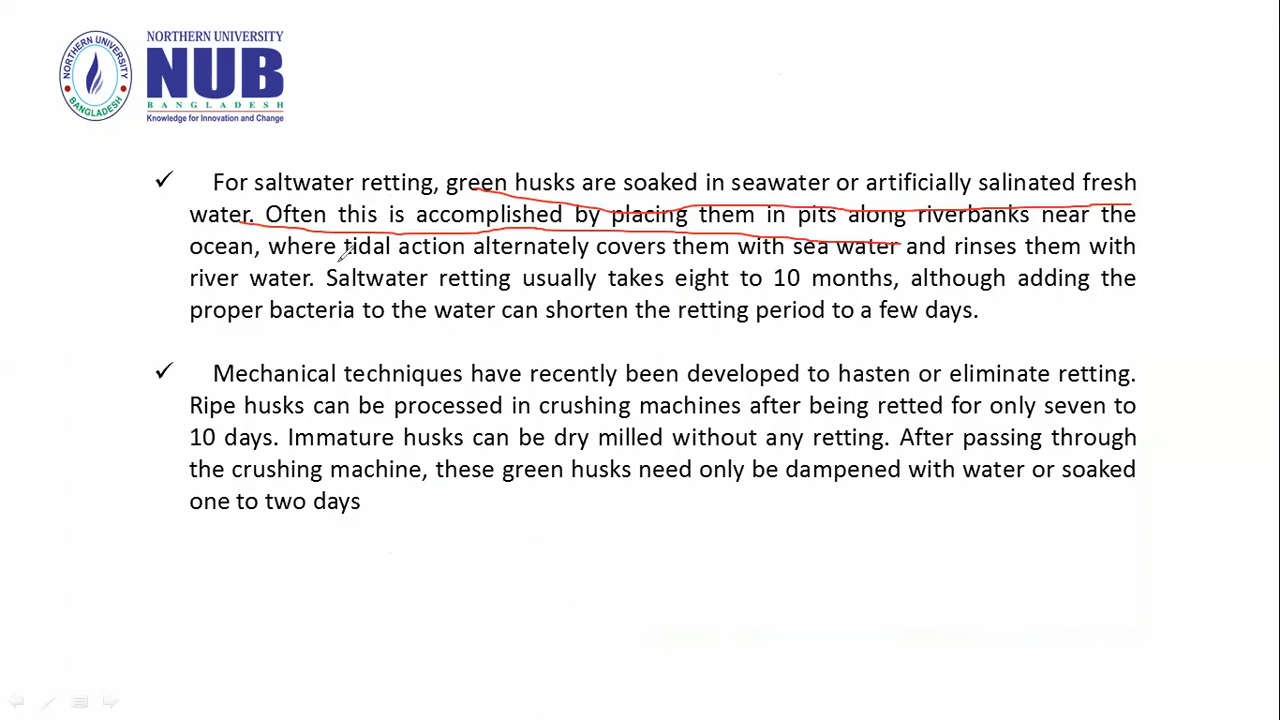 NORTHERN UNIVERSITY
BANGLADESH
NORTHERN UNIVERSITY
NUB
BANGLADESH
Knowledge for Innovation and Change
✓ For saltwater retting, green husks are soaked in seawater or artificially salinated fresh
water. Often this is accomplished by placing them in pits along riverbanks near the
ocean, where tidal action alternately covers them with sea water and rinses them with
river water. Saltwater retting usually takes eight to 10 months, although adding the
proper bacteria to the water can shorten the retting period to a few days.
✓ Mechanical techniques have recently been developed to hasten or eliminate retting.
Ripe husks can be processed in crushing machines after being retted for only seven to
10 days. Immature husks can be dry milled without any retting. After passing through
the crushing machine, these green husks need only be dampened with water or soaked
one to two days